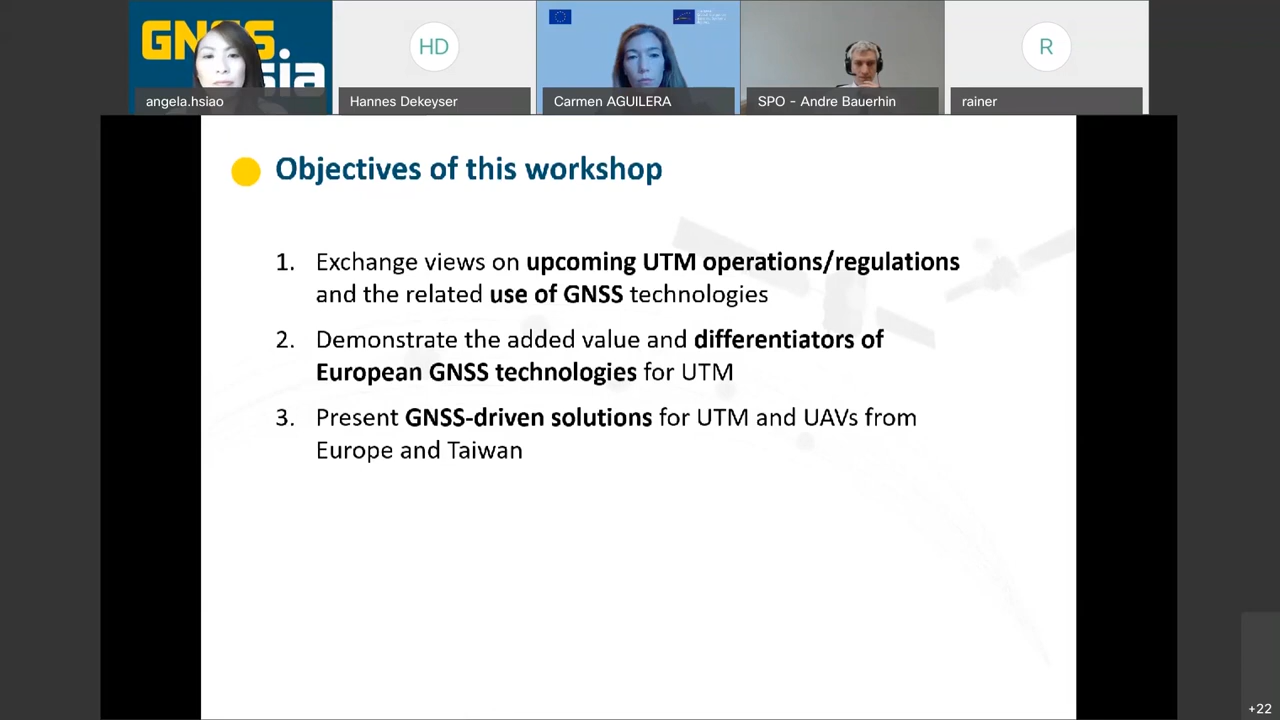 GNSS.
asia
angela.hsiao
HD
Hannes Dekeyser
Carmen AGUILERA
SPO - Andre Bauerhin
R
rainer
Objectives of this workshop
1. Exchange views on upcoming UTM operations/regulations
and the related use of GNSS technologies
2. Demonstrate the added value and differentiators of
European GNSS technologies for UTM
3. Present GNSS-driven solutions for UTM and UAVs from
Europe and Taiwan
+22